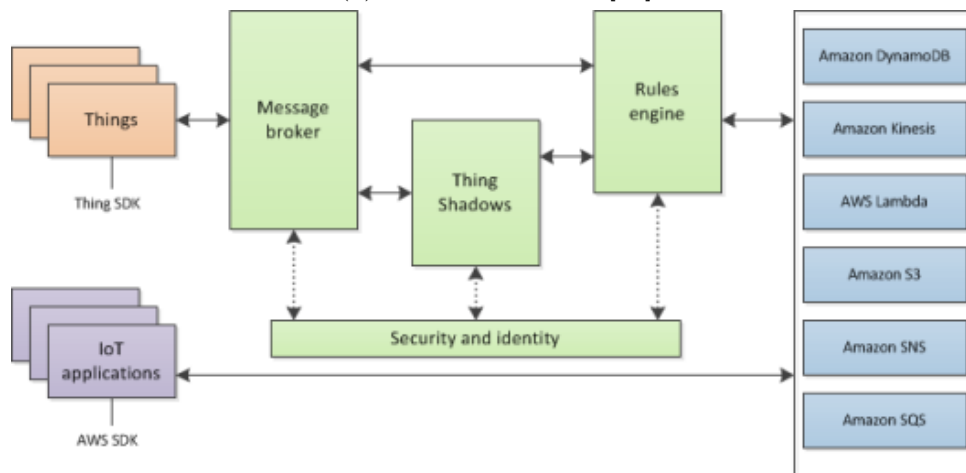 Things
Thing SDK
Message
broker
Thing
Shadows
Rules
engine
Security and identity
IoT
applications
AWS SDK
Amazon DynamoDB
Amazon Kinesis
AWS Lambda
Amazon S3
Amazon SNS
Amazon SQS